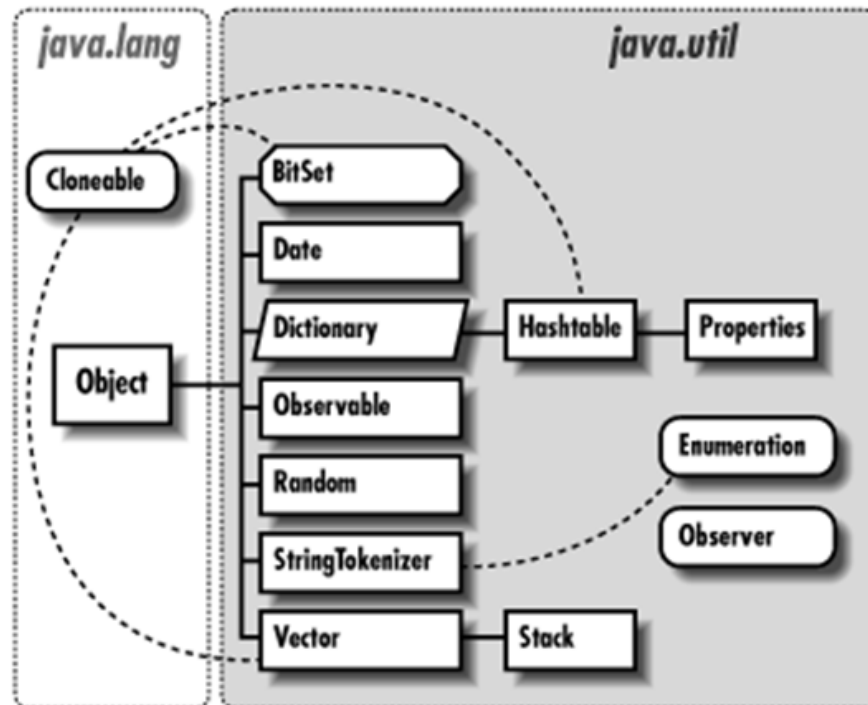 java.lang
java.util
Cloneable
BitSet
Date
Dictionary
Hashtable
Properties
Object
Observable
Enumeration
Random
Observer
StringTokenizer
Vector
Stack